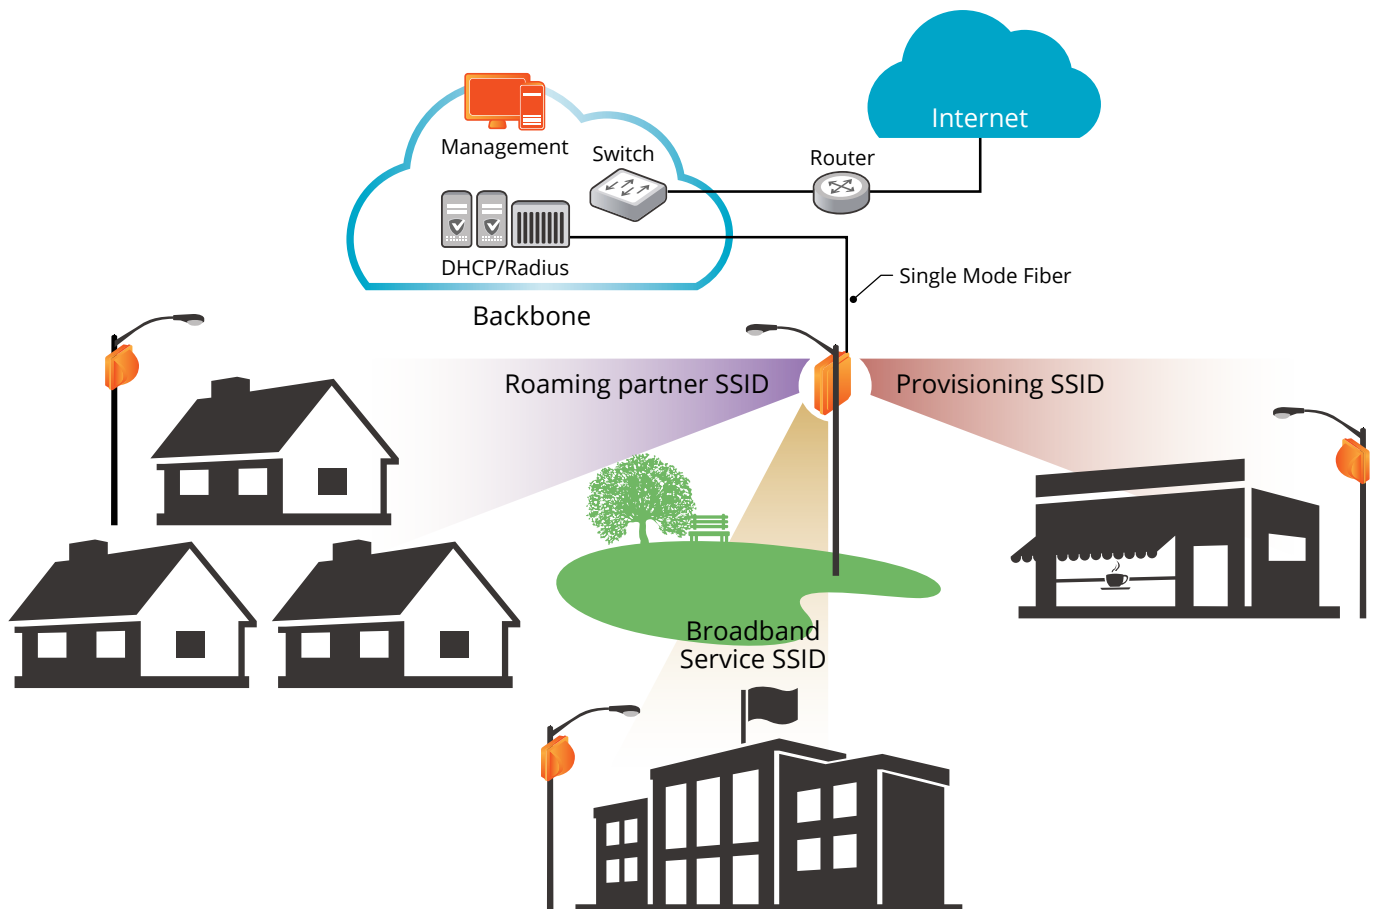 Internet
Management
Switch
Router
DHCP/Radius
Single Mode Fiber
Backbone
Roaming partner SSID
Provisioning SSID
Broadband
Service SSID